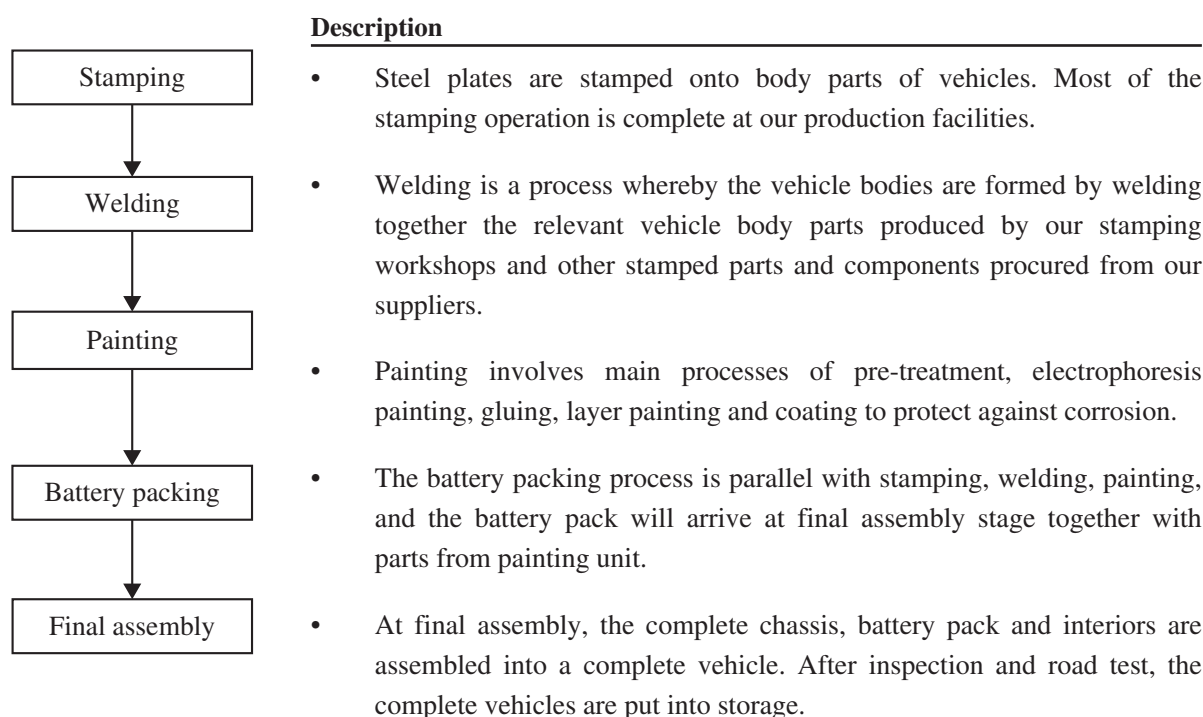 Description
Stamping
• Steel plates are stamped onto body parts of vehicles. Most of the
stamping operation is complete at our production facilities.
Welding
• Welding is a process whereby the vehicle bodies are formed by welding
together the relevant vehicle body parts produced by our stamping
workshops and other stamped parts and components procured from our
suppliers.
Painting
• Painting involves main processes of pre-treatment, electrophoresis
painting, gluing, layer painting and coating to protect against corrosion.
Battery packing
• The battery packing process is parallel with stamping, welding, painting,
and the battery pack will arrive at final assembly stage together with
parts from painting unit.
Final assembly
• At final assembly, the complete chassis, battery pack and interiors are
assembled into a complete vehicle. After inspection and road test, the
complete vehicles are put into storage.